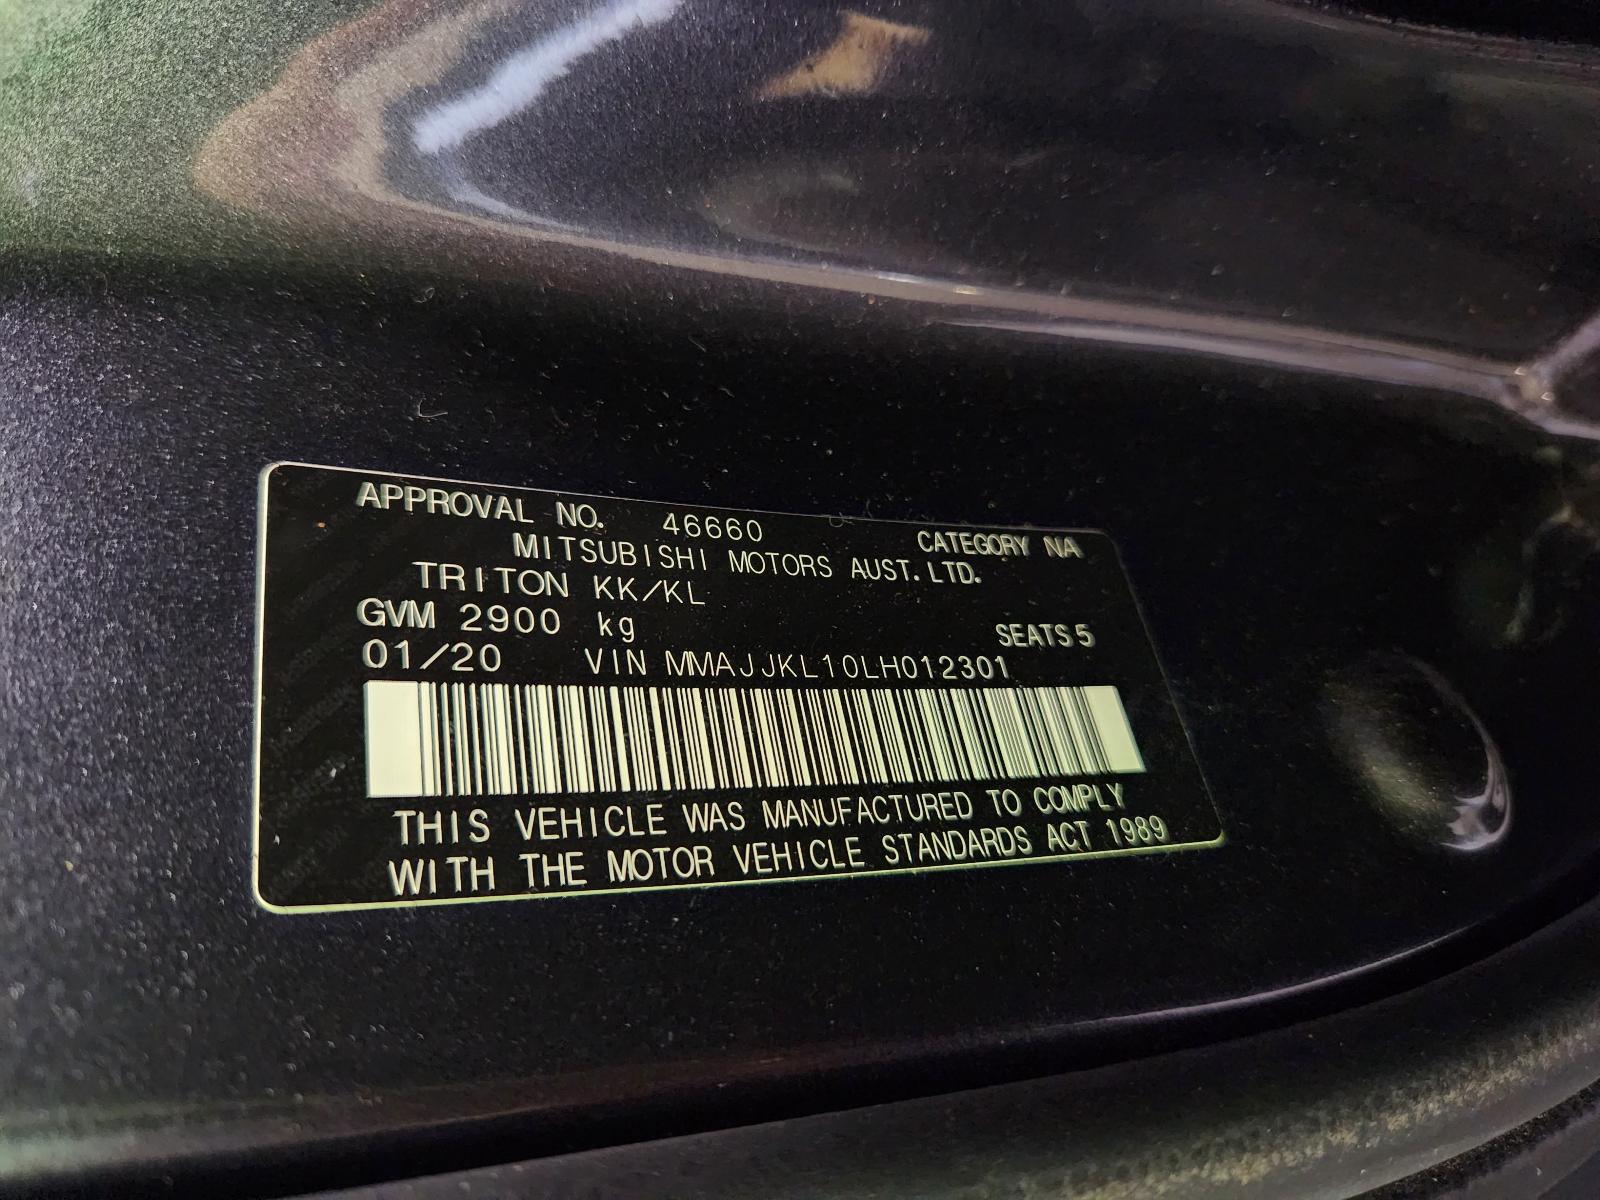 APPROVAL NO. 46660 CATEGORY NA
MITSUBISHI MOTORS AUST. LTD.
TRITON KK/KL
GVM 2900 kg SEATS 5
01/20 VIN MMAJJKL10LH012301
THIS VEHICLE WAS MANUFACTURED TO COMPLY
WITH THE MOTOR VEHICLE STANDARDS ACT 1989